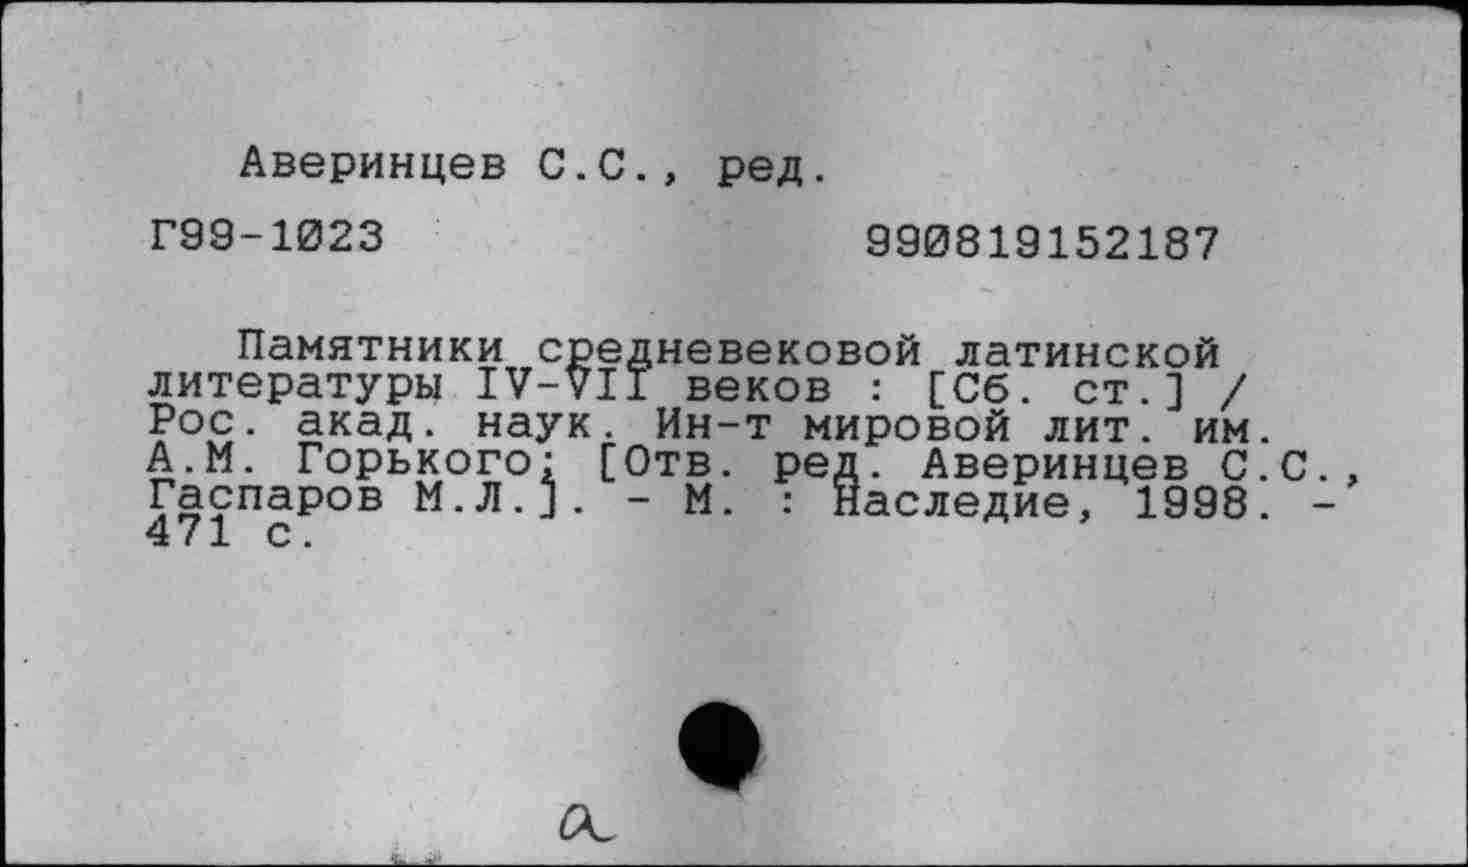 Аверинцев С.С., ред.
Г99-1023 990819152187
Памятники средневековой латинской
литературы IV-VII веков : [Сб. ст.] /
Рос. акад. наук. Ин-т мировой лит. им.
А.М. Горького; [Отв. ред. Аверинцев С.С.,
Гаспаров М.Л.]. - М. : Наследие, 1998. -
471 с.